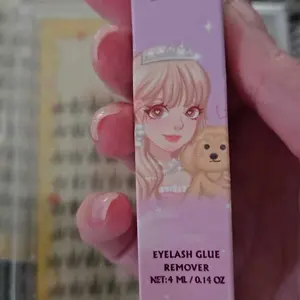 EYELASH GLUE
REMOVER
NET:4 ML / 0.14 OZ